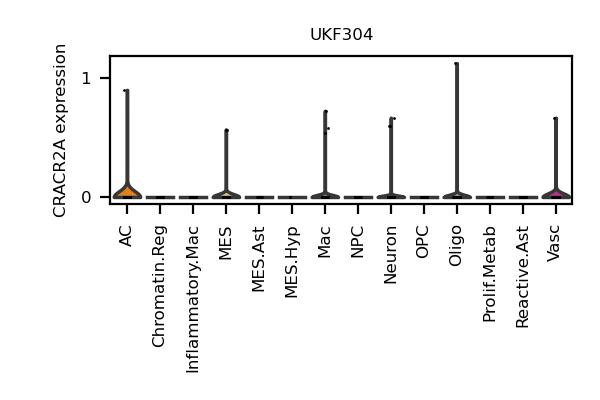 UKF304
CRACR2A expression
1
0
AC
Chromatin.Reg
Inflammatory.Mac
MES
MES.Ast
MES.Hyp
Mac
NPC
Neuron
OPC
Oligo
Prolif.Metab
Reactive.Ast
Vasc